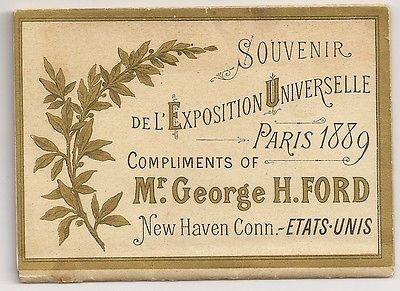 SOUVENIR
DE L'EXPOSITION UNIVERSELLE
PARIS 1889
COMPLIMENTS OF
Mr. George H. FORD
New Haven Conn.-ETATS-UNIS